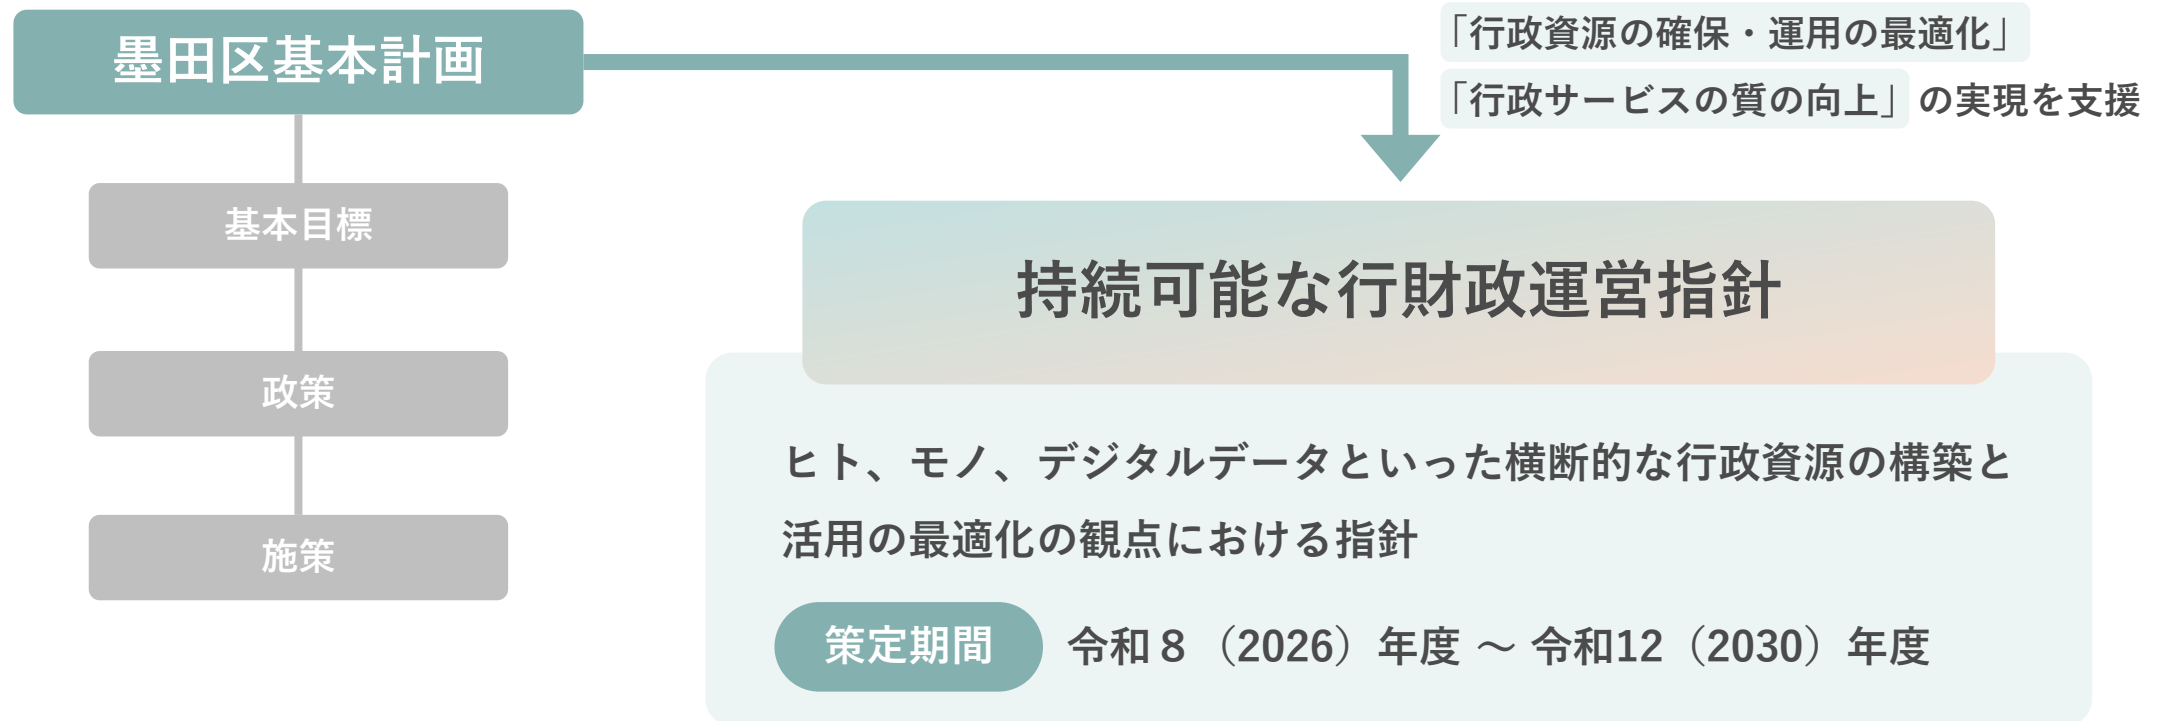 墨田区基本計画
基本目標
政策
施策
「行政資源の確保・運用の最適化」
「行政サービスの質の向上」の実現を支援
持続可能な行財政運営指針
ヒト、モノ、デジタルデータといった横断的な行政資源の構築と
活用の最適化の観点における指針
策定期間 令和８（2026）年度 ～ 令和12（2030）年度